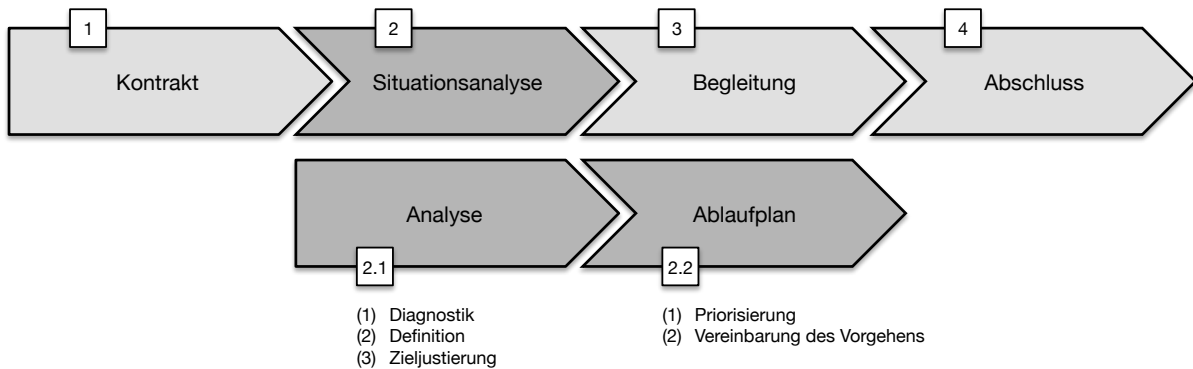 1
Kontrakt
2
Situationsanalyse
3
Begleitung
4
Abschluss
Analyse
2.1
(1) Diagnostik
(2) Definition
(3) Zieljustierung
Ablaufplan
2.2
(1) Priorisierung
(2) Vereinbarung des Vorgehens